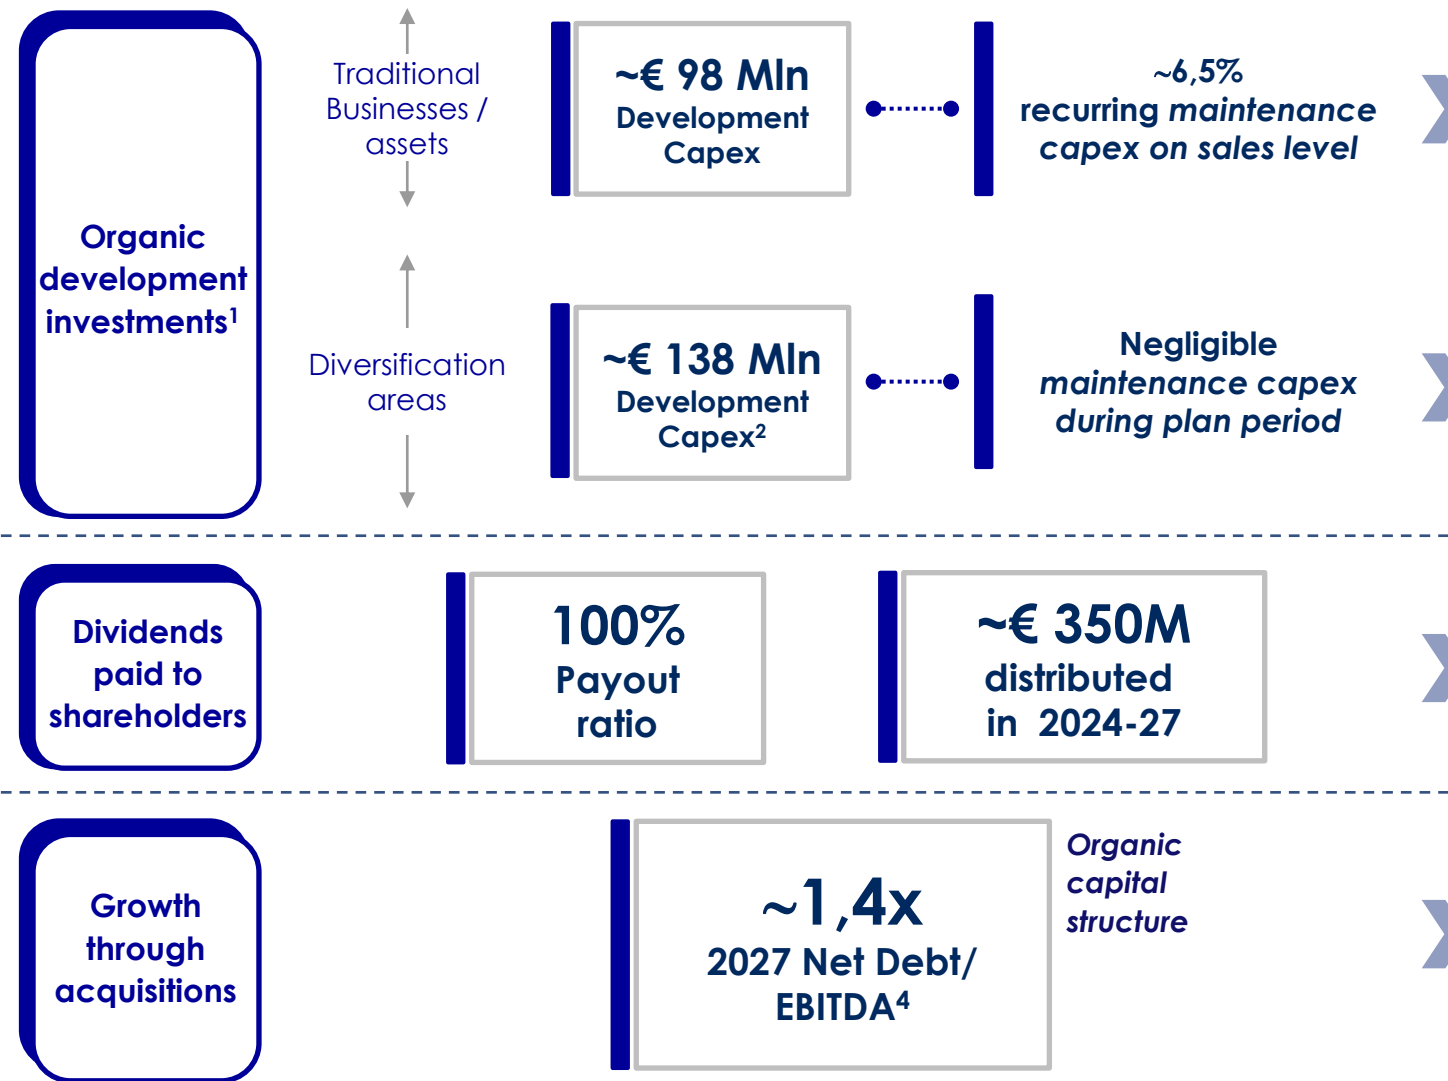 Organic
development
investments¹
Traditional
Businesses /
assets
~€ 98 Mln
Development
Capex
~6,5%
recurring maintenance
capex on sales level
Diversification
areas
~€ 138 Mln
Development
Capex²
Negligible
maintenance capex
during plan period
Dividends
paid to
shareholders
100%
Payout
ratio
~€ 350M
distributed
in 2024-27
Growth
through
acquisitions
~1,4x
2027 Net Debt/
EBITDA⁴
Organic
capital
structure